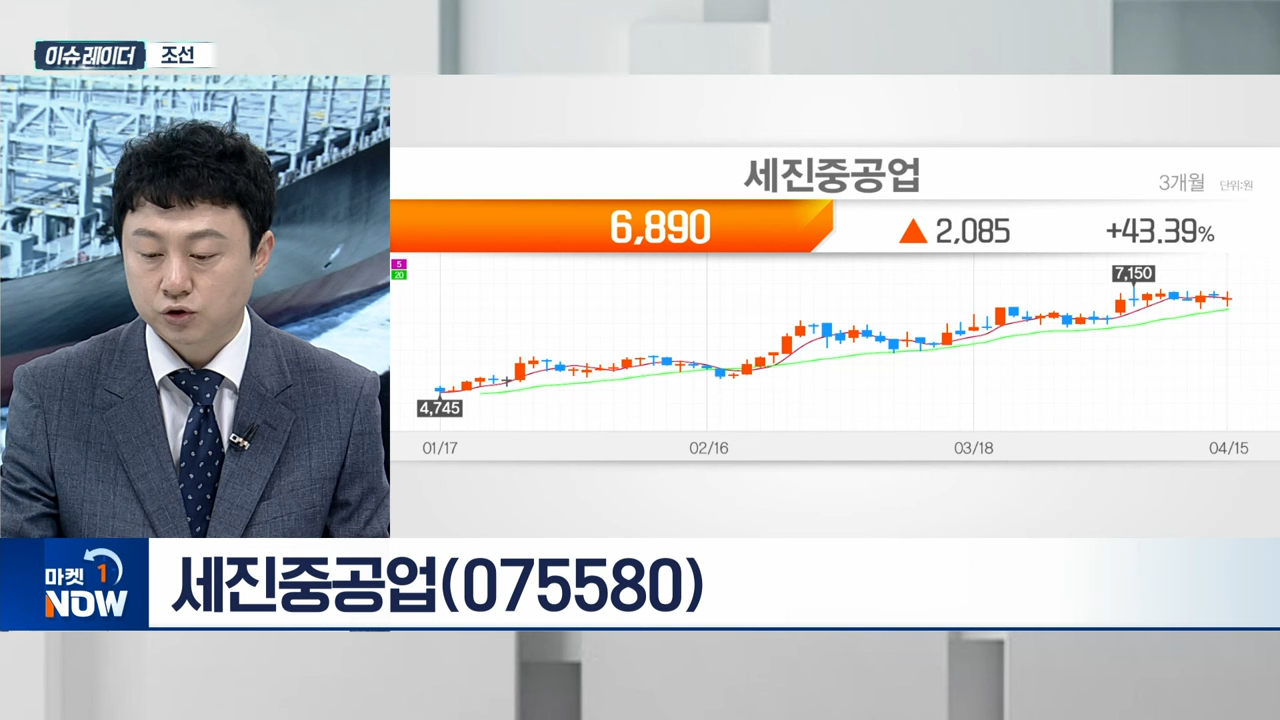 이슈레이더 조선
세진중공업
3개월 단위:원
6,890 ▲ 2,085 +43.39%
5
20
7,150
4,745
01/17 02/16 03/18 04/15
마켓 1
NOW
세진중공업(075580)